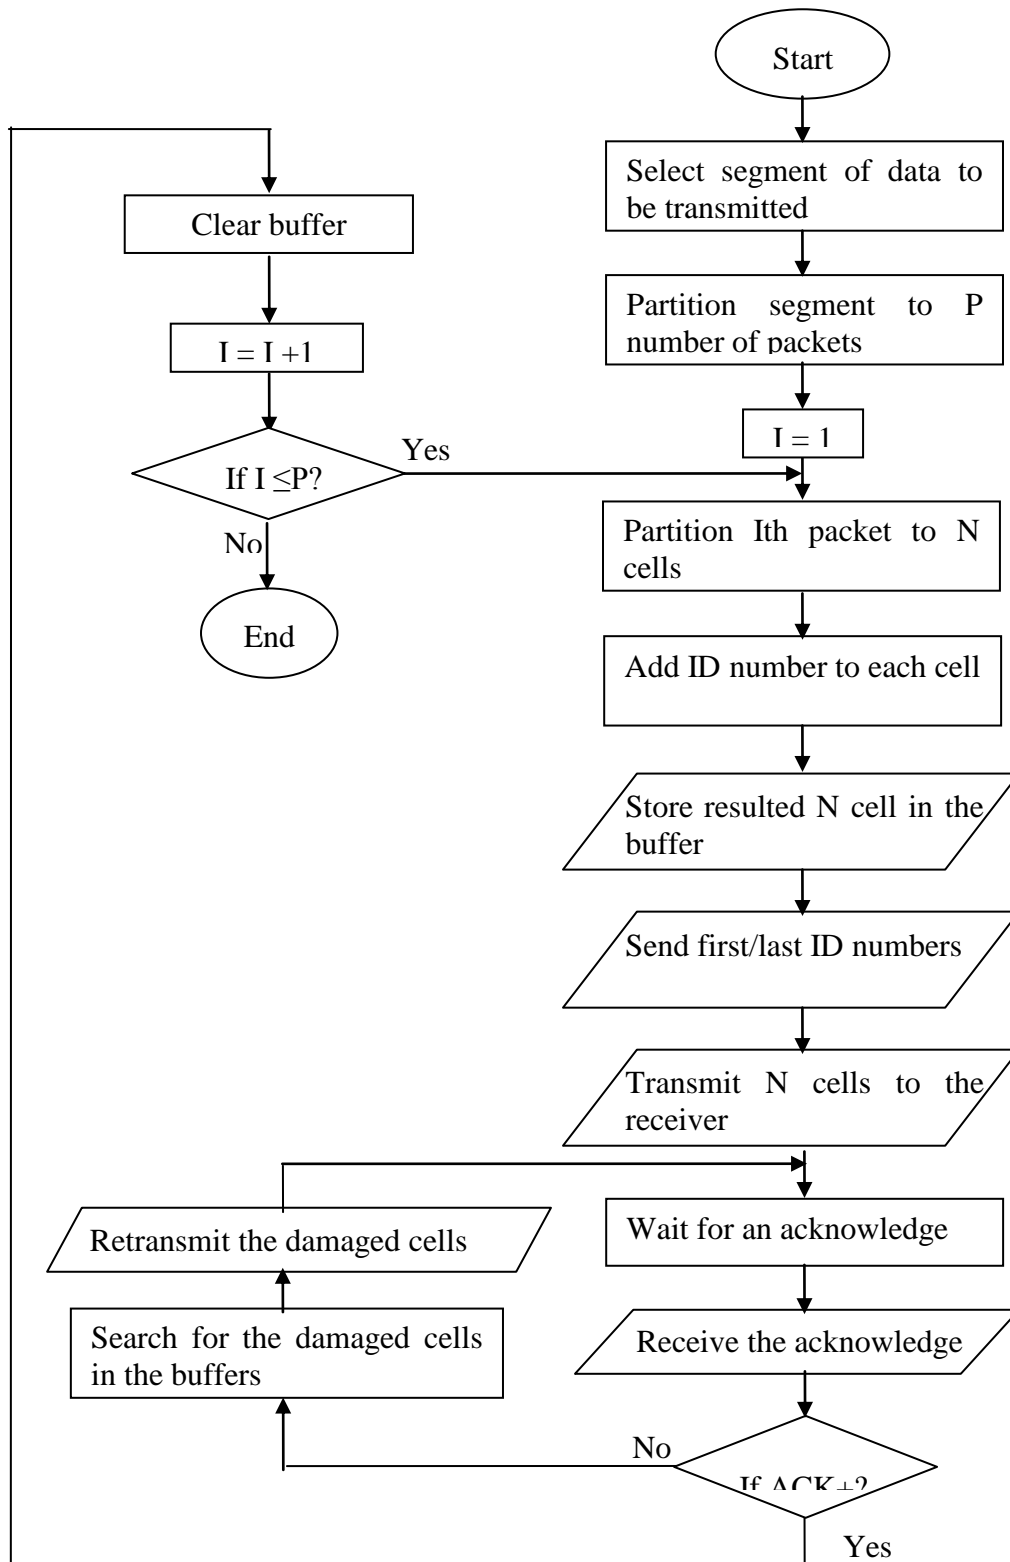 Start
Select segment of data to
be transmitted
Partition segment to P
number of packets
I = 1
Partition Ith packet to N
cells
Add ID number to each cell
Store resulted N cell in the
buffer
Send first/last ID numbers
Transmit N cells to the
receiver
Wait for an acknowledge
Receive the acknowledge
If ACK+?
Yes
No
Search for the damaged cells
in the buffers
Retransmit the damaged cells
Clear buffer
I = I +1
If I ≤P?
Yes
No
End